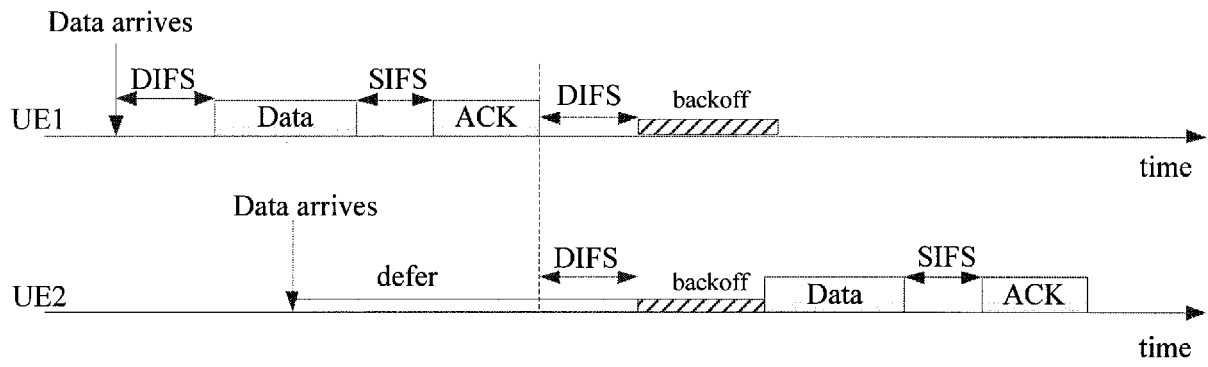 Data arrives
DIFS
SIFS
DIFS
backoff
UE1
Data
ACK
time
Data arrives
DIFS
SIFS
defer
backoff
UE2
Data
ACK
time